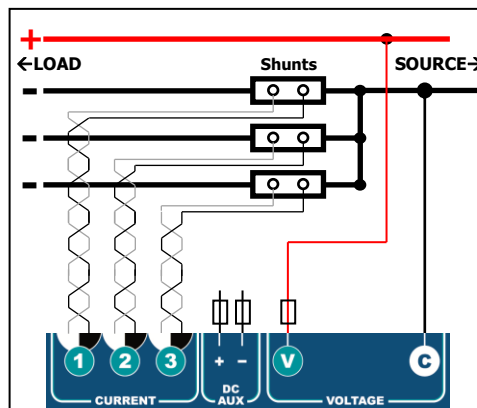 +
←LOAD Shunts SOURCE→
-
-
-
1 2 3 + - V C
CURRENT DC AUX VOLTAGE